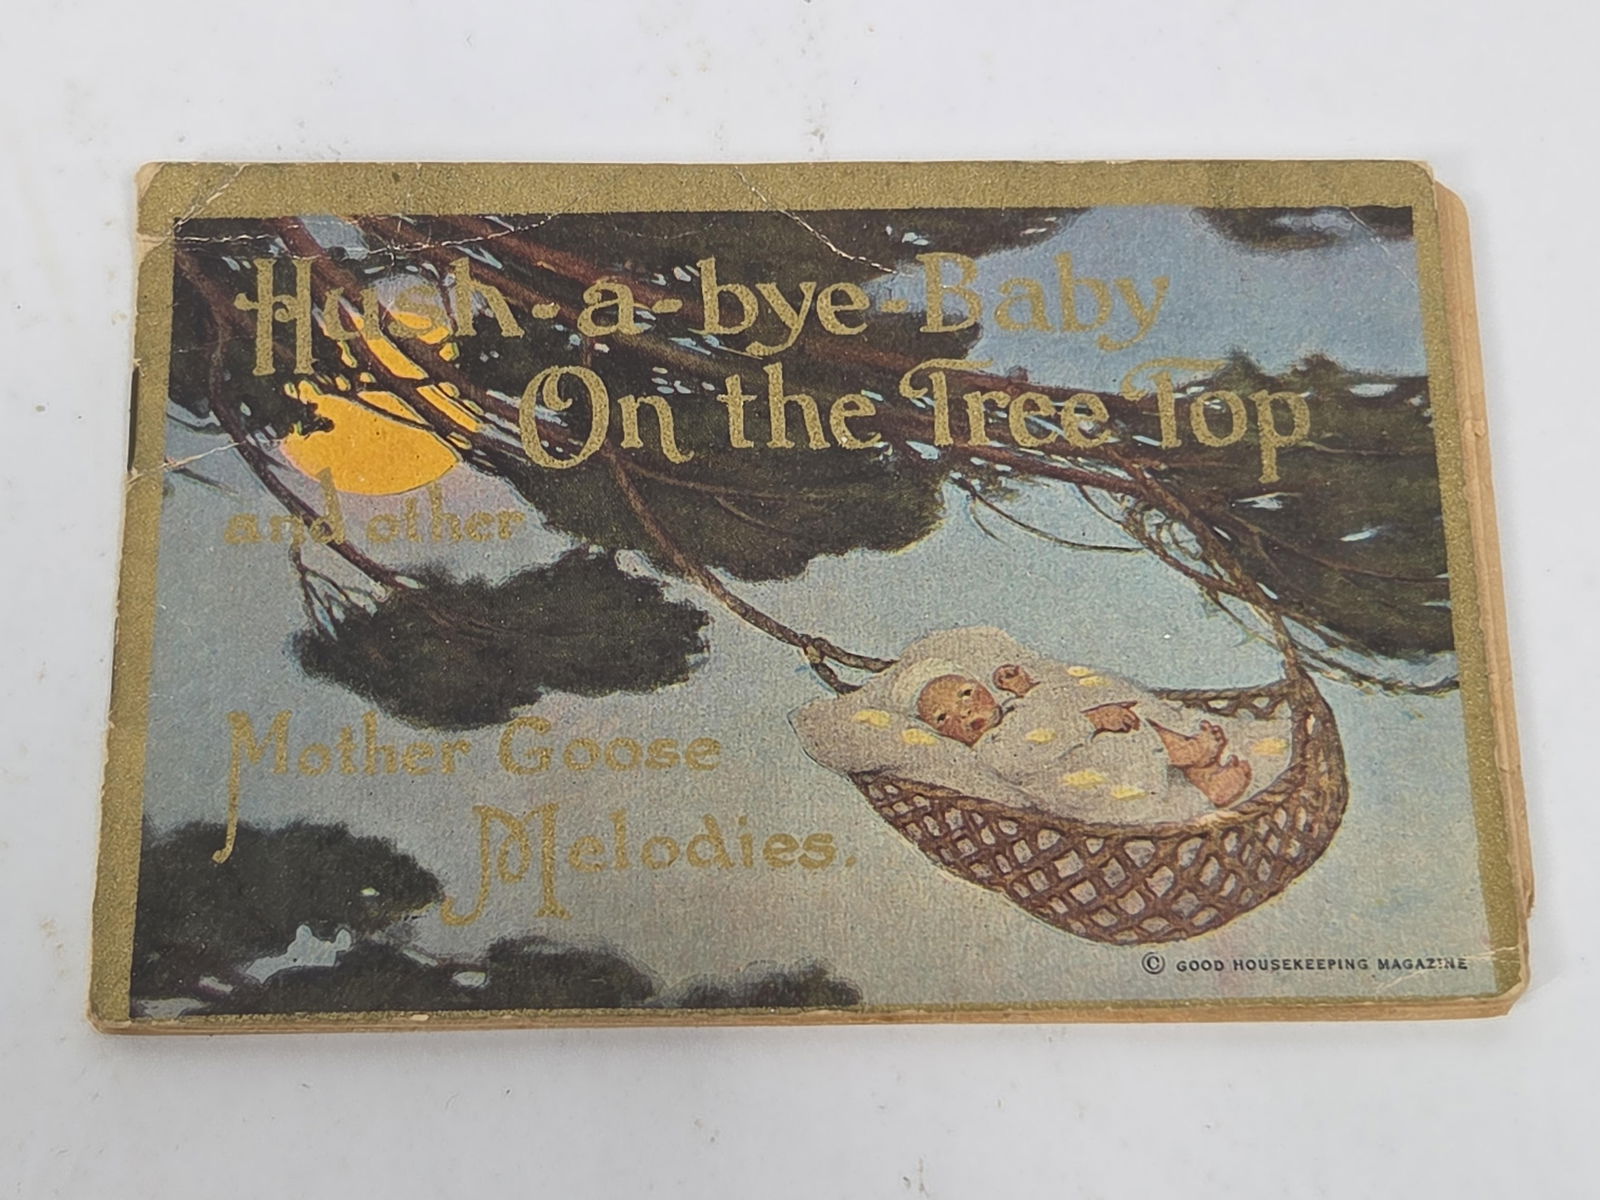 Hush-a-bye-Baby
On the Tree Top
and other
Mother Goose
Melodies.
© GOOD HOUSEKEEPING MAGAZINE